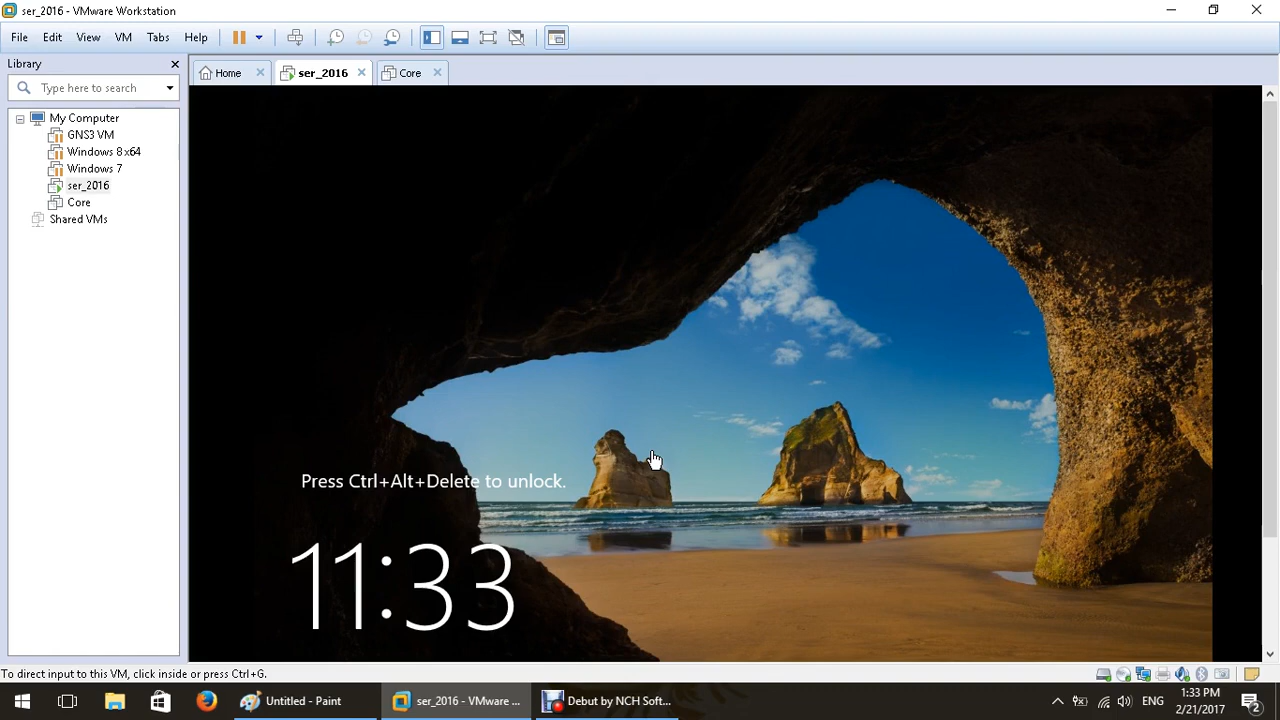 ser_2016 - VMware Workstation
File Edit View VM Tabs Help
Library
Home
ser_2016
Core
Type here to search
My Computer
GNS3 VM
Windows 8 x64
Windows 7
ser_2016
Core
Shared VMs
Press Ctrl+Alt+Delete to unlock.
11:33
To direct input to this VM, click inside or press Ctrl+G.
Untitled - Paint
ser_2016 - VMware ...
Debut by NCH Soft...
ENG
1:33 PM
2/21/2017
2